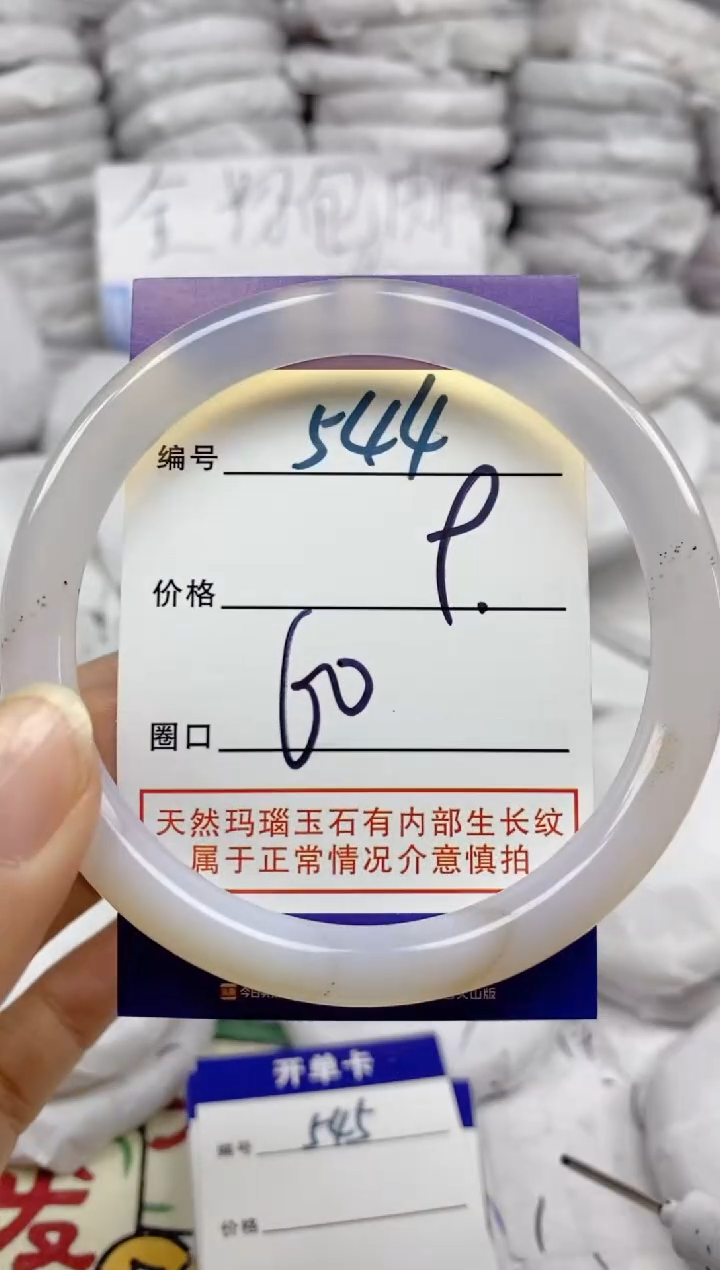 编号 544
价格 P.
圈口 60
天然玛瑙玉石有内部生长纹
属于正常情况介意慎拍
开单卡
编号 545
价格
发